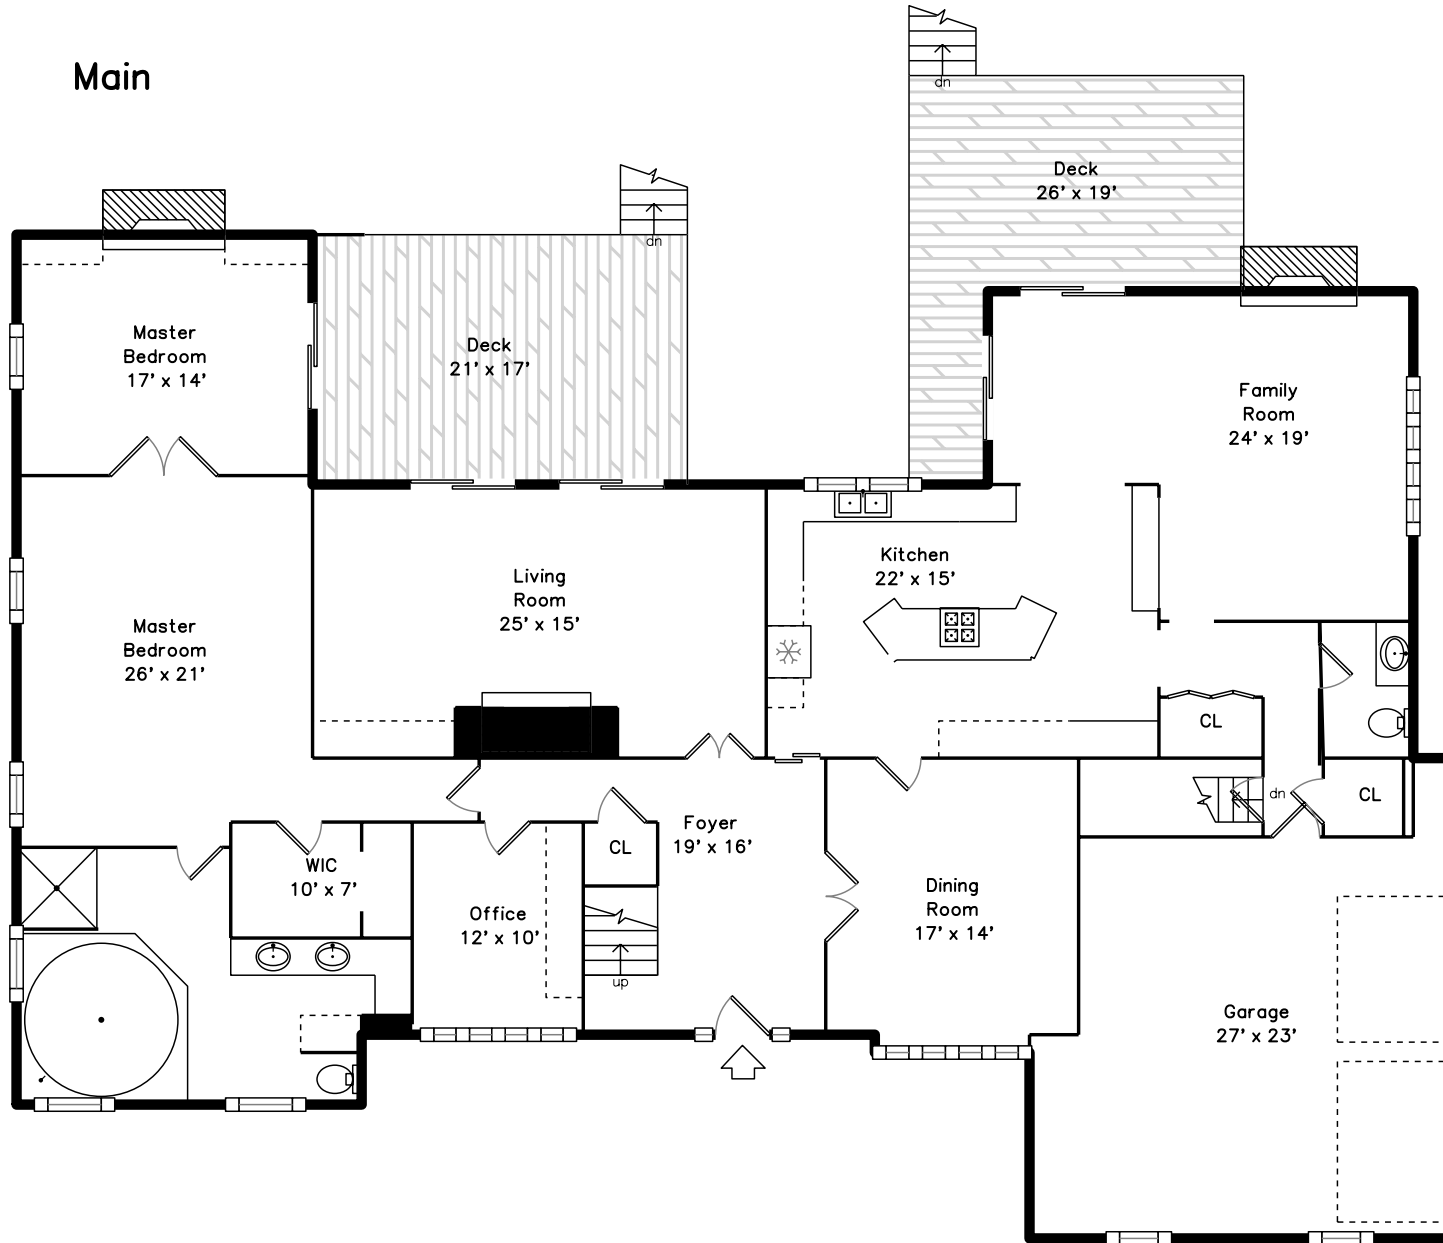 Main
dn
Deck
26' x 19'
dn
Master
Bedroom
17' x 14'
Deck
21' x 17'
Family
Room
24' x 19'
Kitchen
22' x 15'
Living
Room
25' x 15'
Master
Bedroom
26' x 21'
CL
dn
CL
Foyer
19' x 16'
CL
WIC
10' x 7'
Office
12' x 10'
Dining
Room
17' x 14'
up
Garage
27' x 23'